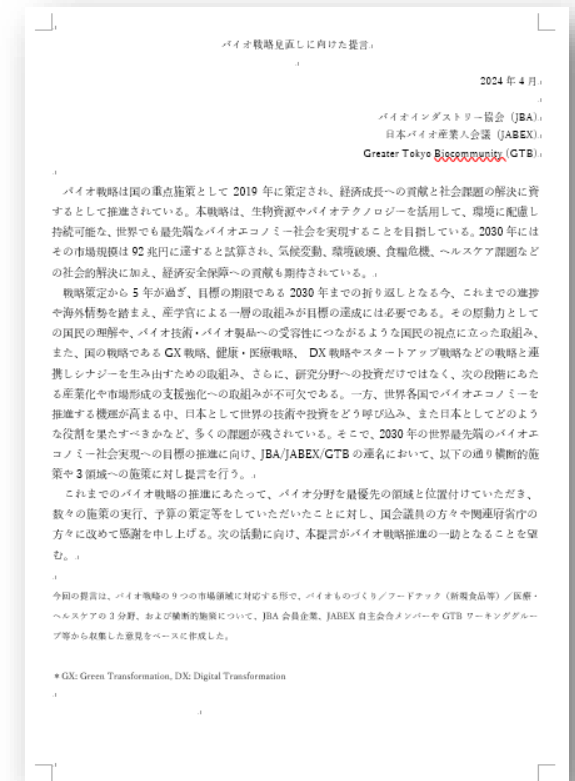 バイオ戦略見直しに向けた提言
2024 年 4 月
バイオインダストリー協会（JBA）
日本バイオ産業人会議（JABEX）
Greater Tokyo Biocommunity (GTB)
バイオ戦略は国の重点施策として 2019 年に策定され、経済成長への貢献と社会課題の解決に資
するとして推進されている。本戦略は、生物資源やバイオテクノロジーを活用して、環境に配慮し
持続可能な、世界でも最先端なバイオエコノミー社会を実現することを目指している。2030 年には
その市場規模は 92 兆円に達すると試算され、気候変動、環境破壊、食糧危機、ヘルスケア課題など
の社会的解決に加え、経済安全保障への貢献も期待されている。
戦略策定から 5 年が過ぎ、目標の期限である 2030 年までの折り返しとなる今、これまでの進捗
や海外情勢を踏まえ、産学官による一層の取組みが目標の達成には必要である。その原動力として
の国民の理解や、バイオ技術・バイオ製品への受容性につながるような国民の視点に立った取組み、
また、国の戦略である GX 戦略、健康・医療戦略、 DX 戦略やスタートアップ戦略などの戦略と連
携しシナジーを生み出すための取組み、さらに、研究分野への投資だけではなく、次の段階にあた
る産業化や市場形成の支援強化への取組みが不可欠である。一方、世界各国でバイオエコノミーを
推進する機運が高まる中、日本として世界の技術や投資をどう呼び込み、また日本としてどのよう
な役割を果たすべきかなど、多くの課題が残されている。そこで、2030 年の世界最先端のバイオエ
コノミー社会実現への目標の推進に向け、JBA/JABEX/GTB の連名において、以下の通り横断的施
策や 3 領域への施策に対し提言を行う。
これまでのバイオ戦略の推進にあたって、バイオ分野を最優先の領域と位置付けていただき、
数々の施策の実行、予算の策定等をしていただいたことに対し、国会議員の方々や関連府省庁の
方々に改めて感謝を申し上げる。次の活動に向け、本提言がバイオ戦略推進の一助となることを望
む。
今回の提言は、バイオ戦略の 9 つの市場領域に対応する形で、バイオものづくり／フードテック（新規食品等）／医療・
ヘルスケアの 3 分野、および横断的施策について、JBA 会員企業、JABEX 自主会合メンバーや GTB ワーキンググルー
プ等から収集した意見をベースに作成した。
＊GX: Green Transformation, DX: Digital Transformation